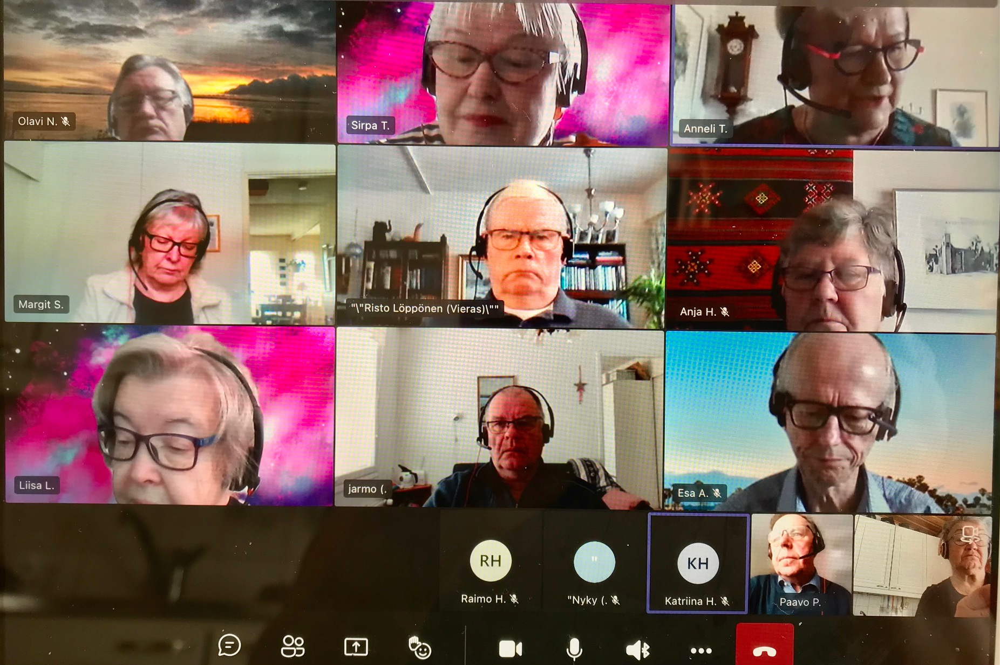 Olavi N.
Sirpa T.
Anneli T.
Margit S.
"\"Risto Löppönen (Vieras)\""
Anja H.
Liisa L.
jarmo (.
Esa A.
RH
"
KH
Raimo H.
"Nyky (.
Katriina H.
Paavo P.